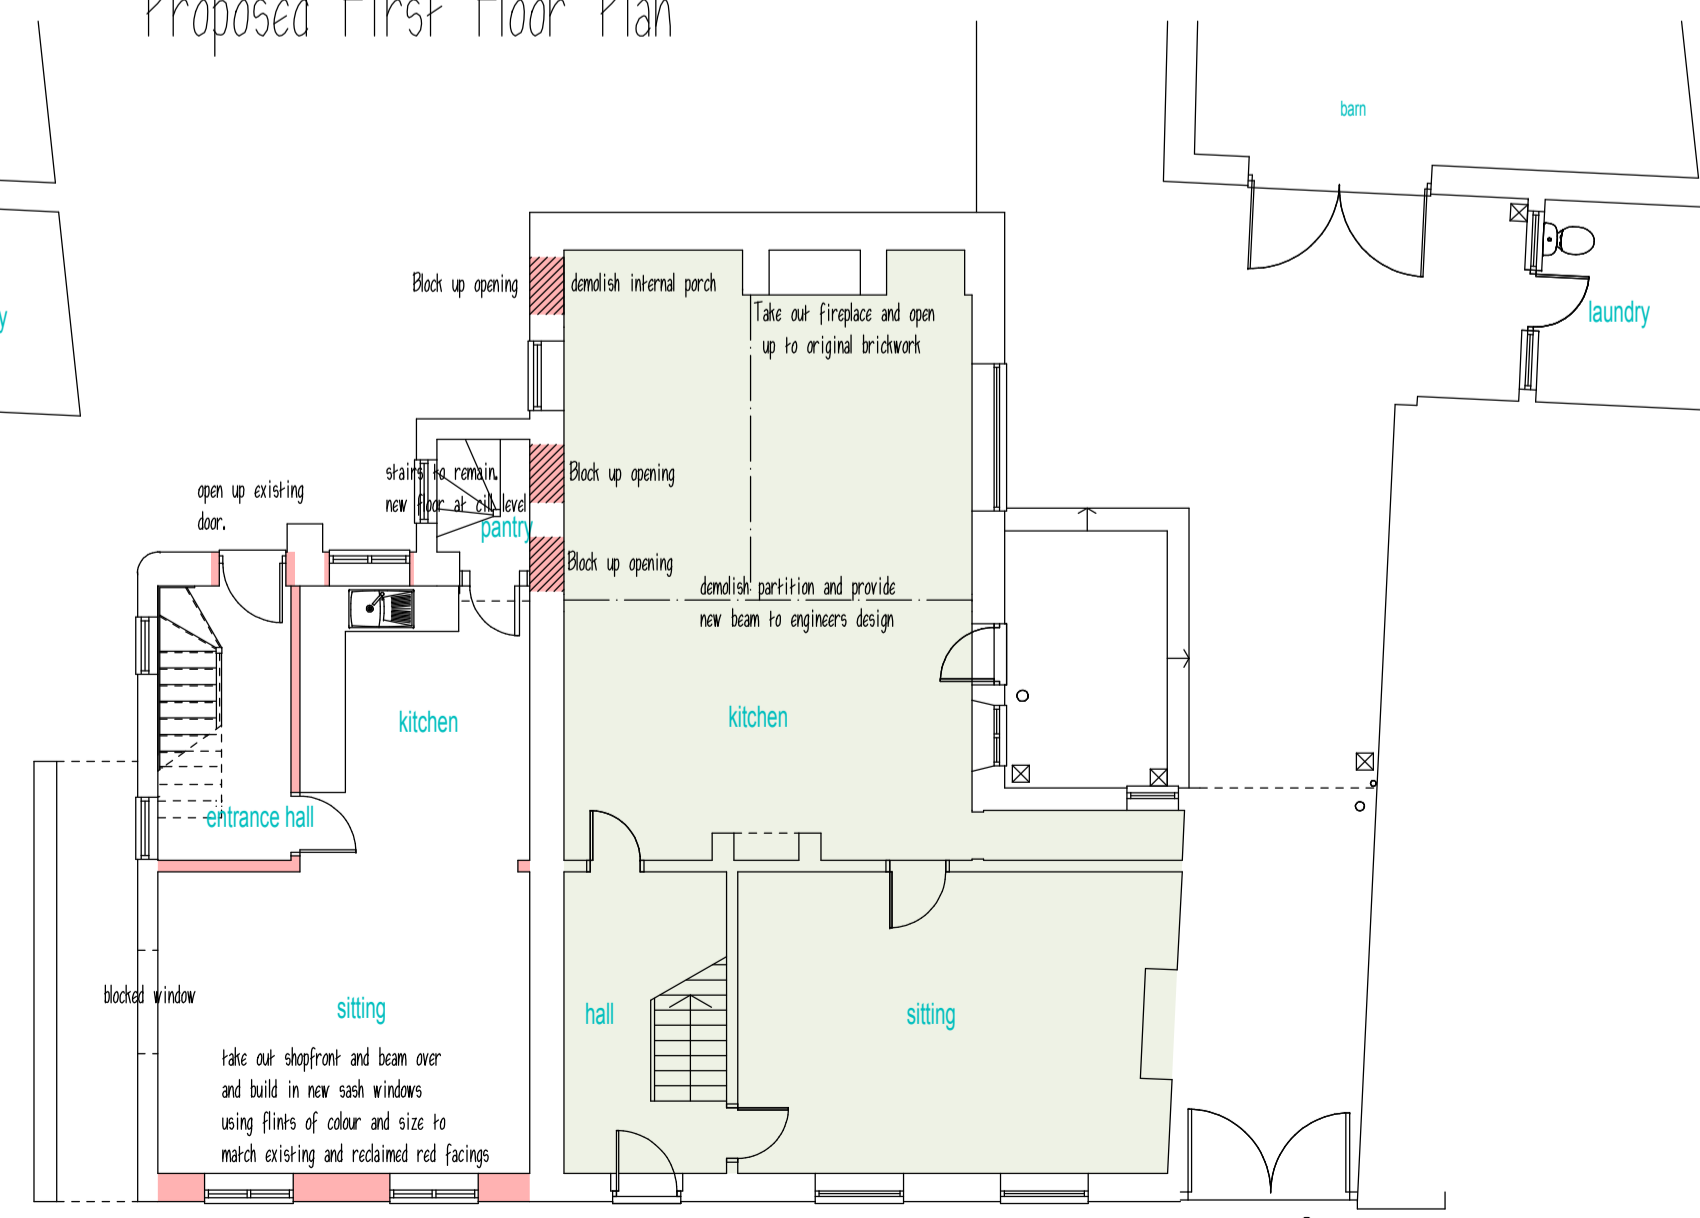 Proposed First Floor Plan
barn
Block up opening
demolish internal porch
Take out fireplace and open
up to original brickwork
laundry
y
stairs to remain.
new floor at cill level
Block up opening
open up existing
door.
pantry
Block up opening
demolish partition and provide
new beam to engineers design
kitchen
kitchen
entrance hall
blocked window
sitting
hall
sitting
take out shopfront and beam over
and build in new sash windows
using flints of colour and size to
match existing and reclaimed red facings